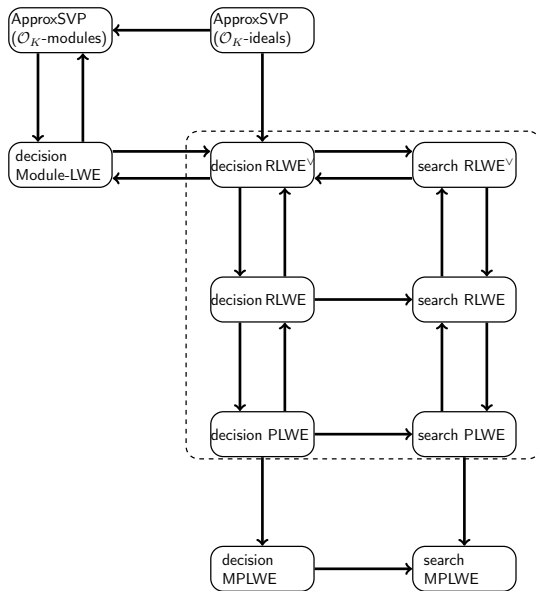 ApproxSVP
(𝒪_K-modules)
ApproxSVP
(𝒪_K-ideals)
decision
Module-LWE
decision RLWE^∨
search RLWE^∨
decision RLWE
search RLWE
decision PLWE
search PLWE
decision
MPLWE
search
MPLWE